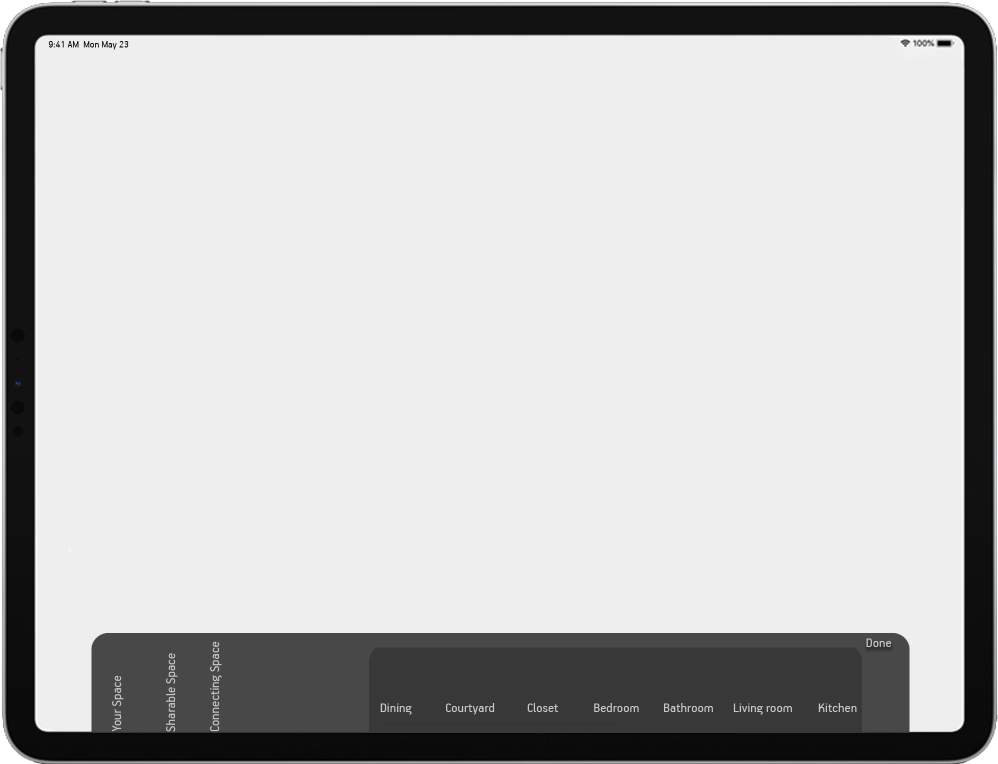 9:41 AM Mon May 23
100%
Done
Your Space
Sharable Space
Connecting Space
Dining
Courtyard
Closet
Bedroom
Bathroom
Living room
Kitchen